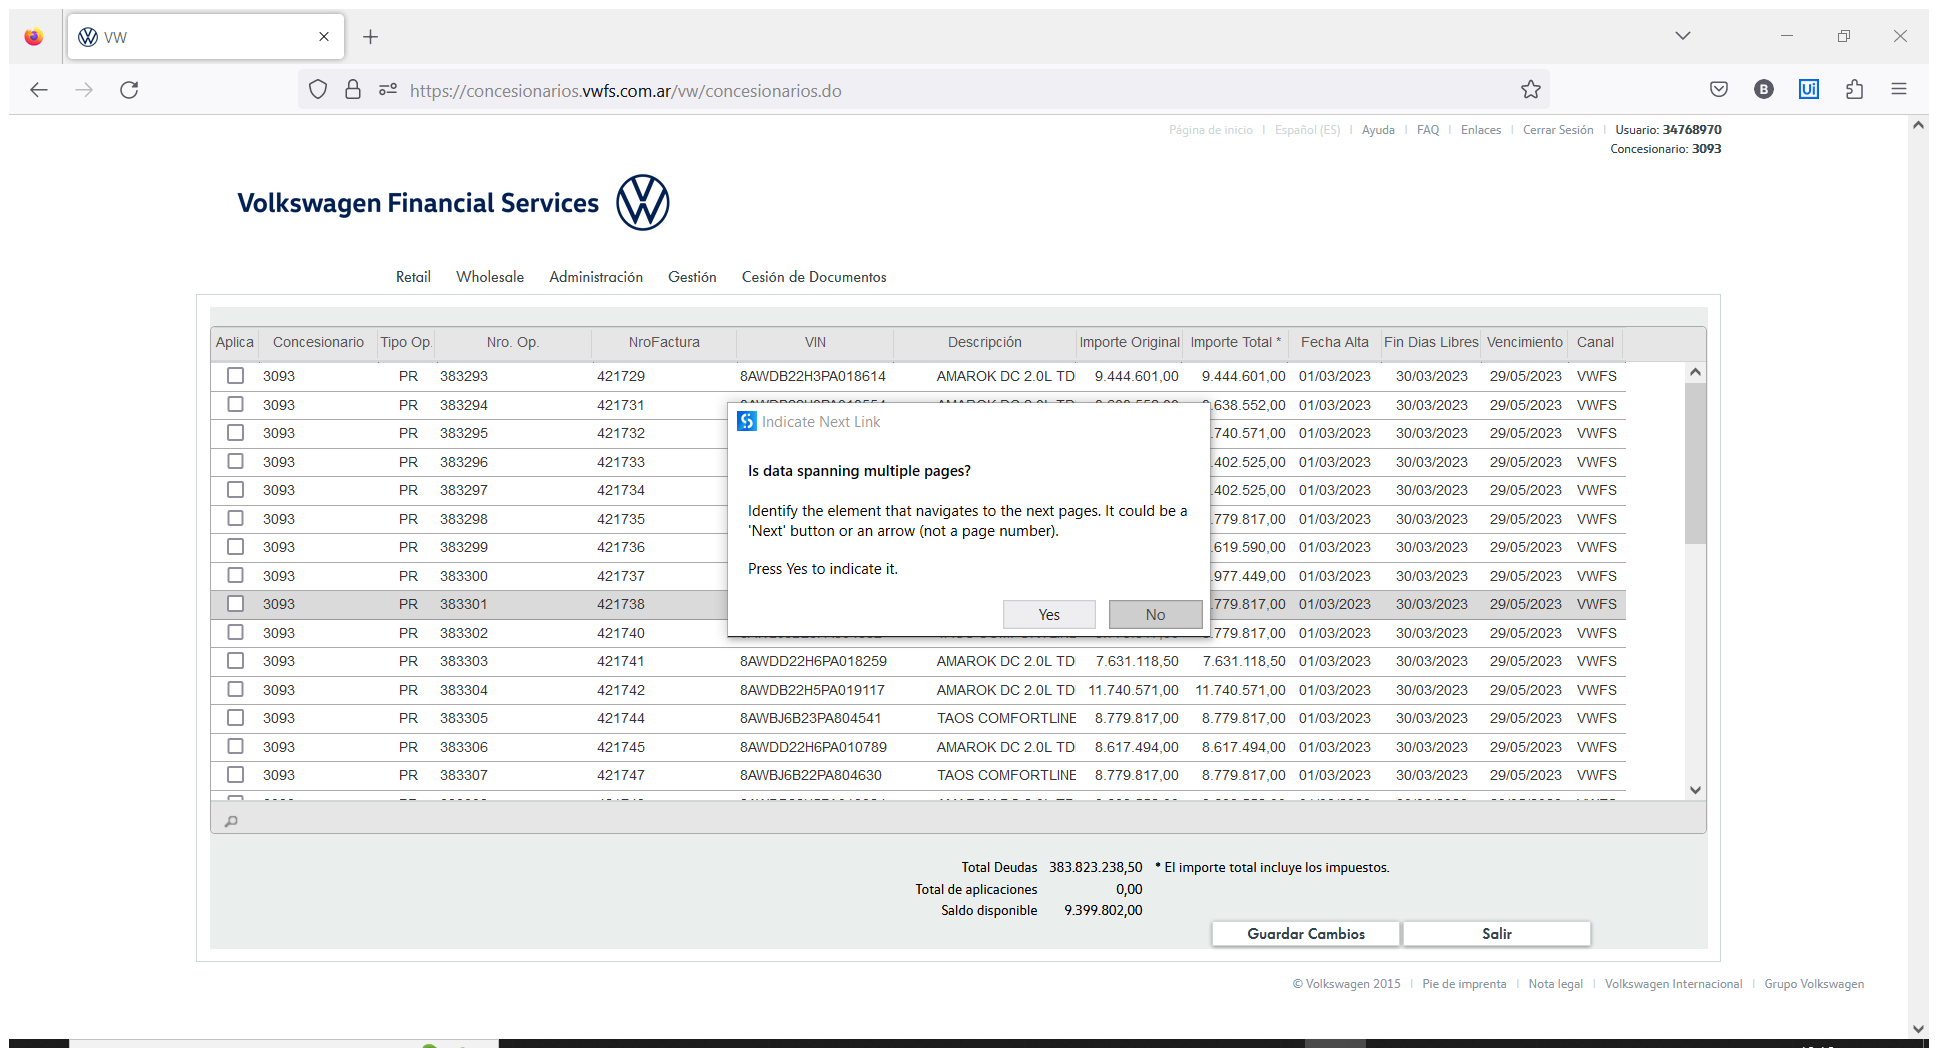 VW
https://concesionarios.vwfs.com.ar/vw/concesionarios.do
B
Ui
Página de inicio | Español (ES) | Ayuda | FAQ | Enlaces | Cerrar Sesión | Usuario: 34768970
Concesionario: 3093
Volkswagen Financial Services
Retail Wholesale Administración Gestión Cesión de Documentos
Aplica Concesionario Tipo Op. Nro. Op. NroFactura VIN Descripción Importe Original Importe Total * Fecha Alta Fin Dias Libres Vencimiento Canal
3093 PR 383293 421729 8AWDB22H3PA018614 AMAROK DC 2.0L TD 9.444.601,00 9.444.601,00 01/03/2023 30/03/2023 29/05/2023 VWFS
3093 PR 383294 421731 .638.552,00 01/03/2023 30/03/2023 29/05/2023 VWFS
3093 PR 383295 421732 .740.571,00 01/03/2023 30/03/2023 29/05/2023 VWFS
3093 PR 383296 421733 .402.525,00 01/03/2023 30/03/2023 29/05/2023 VWFS
3093 PR 383297 421734 .402.525,00 01/03/2023 30/03/2023 29/05/2023 VWFS
3093 PR 383298 421735 .779.817,00 01/03/2023 30/03/2023 29/05/2023 VWFS
3093 PR 383299 421736 .619.590,00 01/03/2023 30/03/2023 29/05/2023 VWFS
3093 PR 383300 421737 .977.449,00 01/03/2023 30/03/2023 29/05/2023 VWFS
3093 PR 383301 421738 .779.817,00 01/03/2023 30/03/2023 29/05/2023 VWFS
3093 PR 383302 421740 .779.817,00 01/03/2023 30/03/2023 29/05/2023 VWFS
3093 PR 383303 421741 8AWDD22H6PA018259 AMAROK DC 2.0L TD 7.631.118,50 7.631.118,50 01/03/2023 30/03/2023 29/05/2023 VWFS
3093 PR 383304 421742 8AWDB22H5PA019117 AMAROK DC 2.0L TD 11.740.571,00 11.740.571,00 01/03/2023 30/03/2023 29/05/2023 VWFS
3093 PR 383305 421744 8AWBJ6B23PA804541 TAOS COMFORTLINE 8.779.817,00 8.779.817,00 01/03/2023 30/03/2023 29/05/2023 VWFS
3093 PR 383306 421745 8AWDD22H6PA010789 AMAROK DC 2.0L TD 8.617.494,00 8.617.494,00 01/03/2023 30/03/2023 29/05/2023 VWFS
3093 PR 383307 421747 8AWBJ6B22PA804630 TAOS COMFORTLINE 8.779.817,00 8.779.817,00 01/03/2023 30/03/2023 29/05/2023 VWFS
Indicate Next Link
Is data spanning multiple pages?
Identify the element that navigates to the next pages. It could be a
'Next' button or an arrow (not a page number).
Press Yes to indicate it.
Yes No
Total Deudas 383.823.238,50 * El importe total incluye los impuestos.
Total de aplicaciones 0,00
Saldo disponible 9.399.802,00
Guardar Cambios Salir
© Volkswagen 2015 | Pie de imprenta | Nota legal | Volkswagen Internacional | Grupo Volkswagen